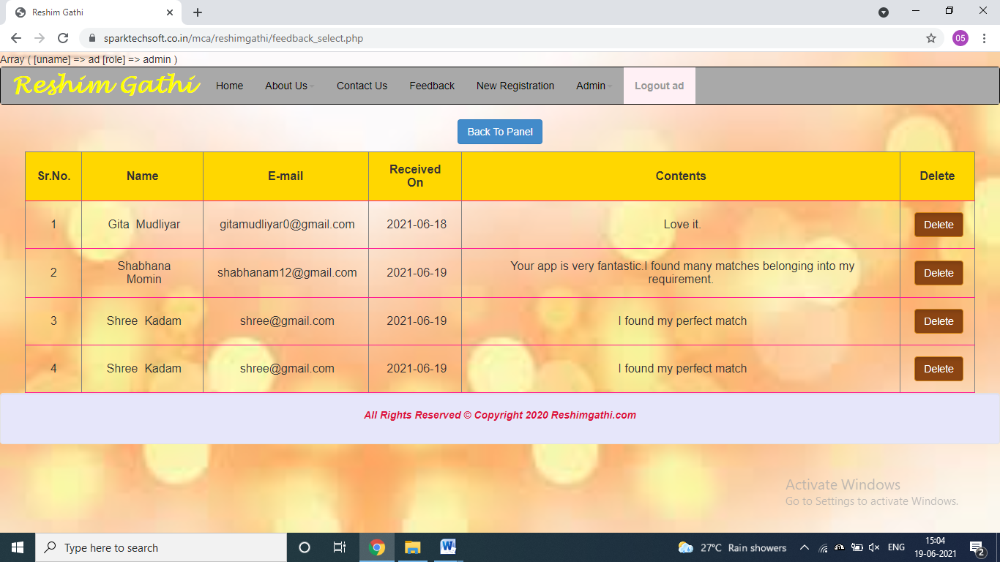 Reshim Gathi
sparktechsoft.co.in/mca/reshimgathi/feedback_select.php
05
Array ( [uname] => ad [role] => admin )
Reshim Gathi Home About Us Contact Us Feedback New Registration Admin Logout ad
Back To Panel
Sr.No. Name E-mail Received On Contents Delete
1 Gita Mudliyar gitamudliyar0@gmail.com 2021-06-18 Love it. Delete
2 Shabhana Momin shabhanam12@gmail.com 2021-06-19 Your app is very fantastic.I found many matches belonging into my requirement. Delete
3 Shree Kadam shree@gmail.com 2021-06-19 I found my perfect match Delete
4 Shree Kadam shree@gmail.com 2021-06-19 I found my perfect match Delete
All Rights Reserved © Copyright 2020 Reshimgathi.com
Activate Windows
Go to Settings to activate Windows.
Type here to search
27°C Rain showers
ENG
15:04
19-06-2021
2